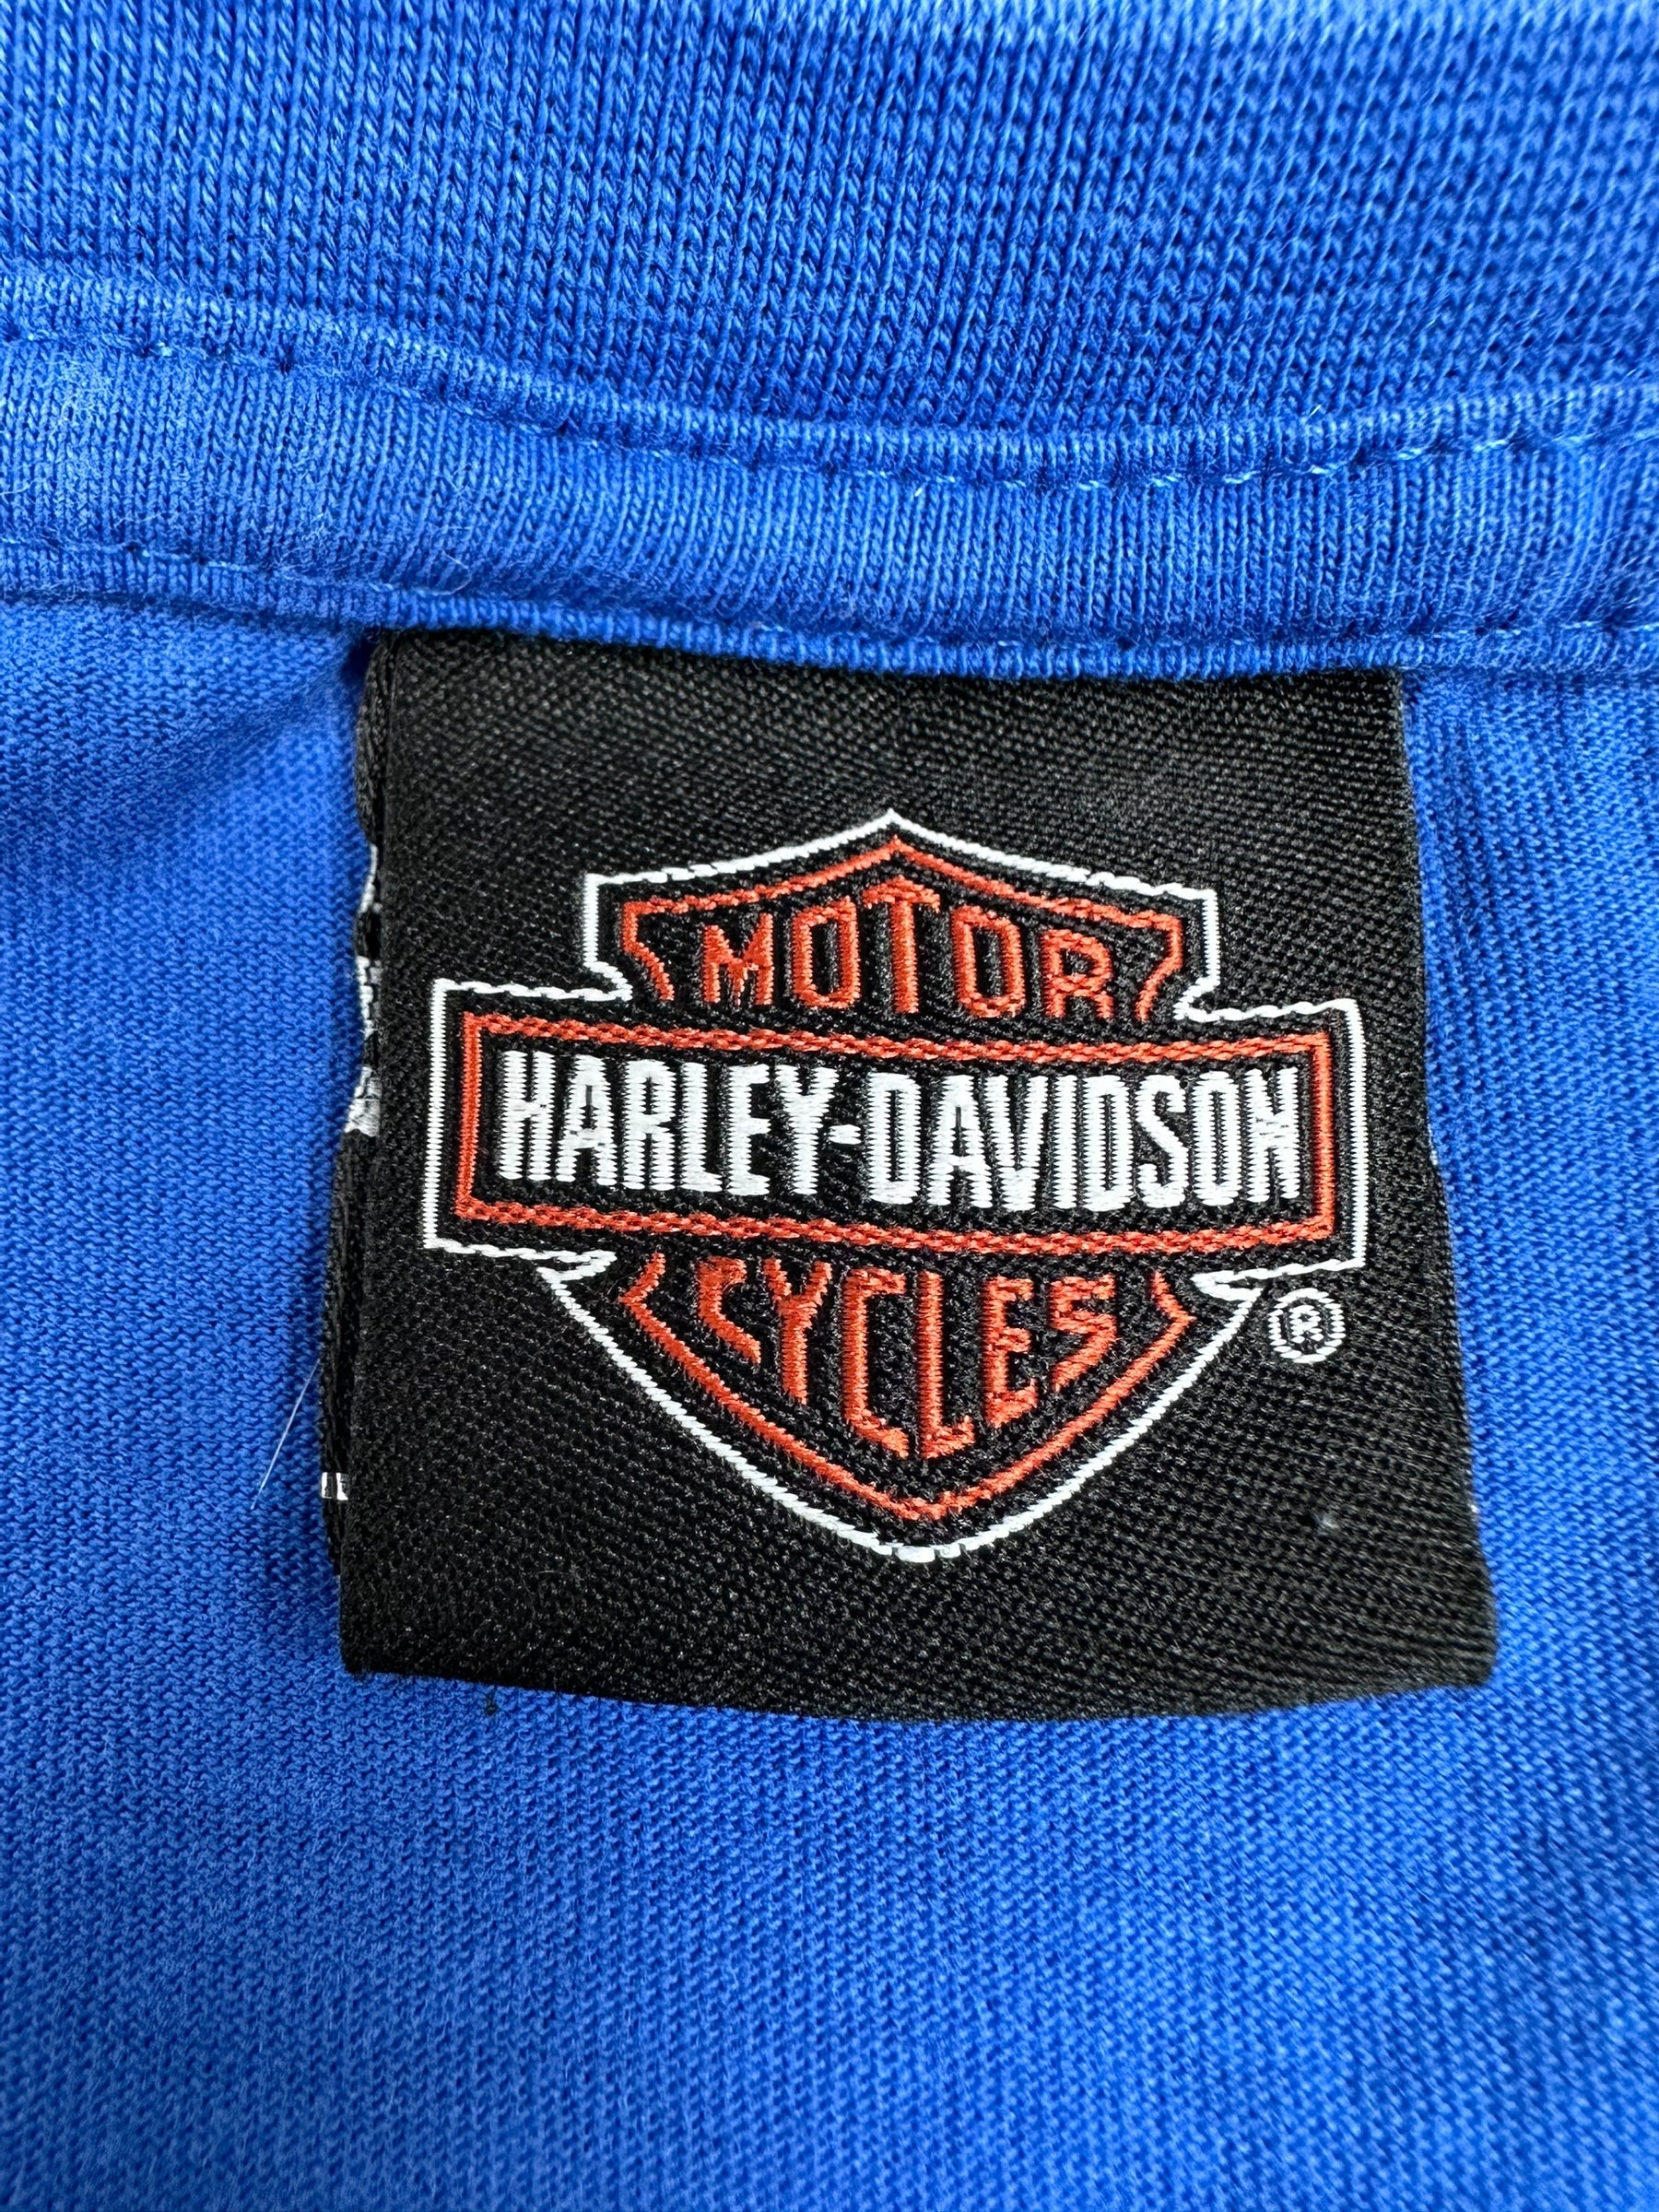 MOTOR
HARLEY-DAVIDSON
CYCLES
®